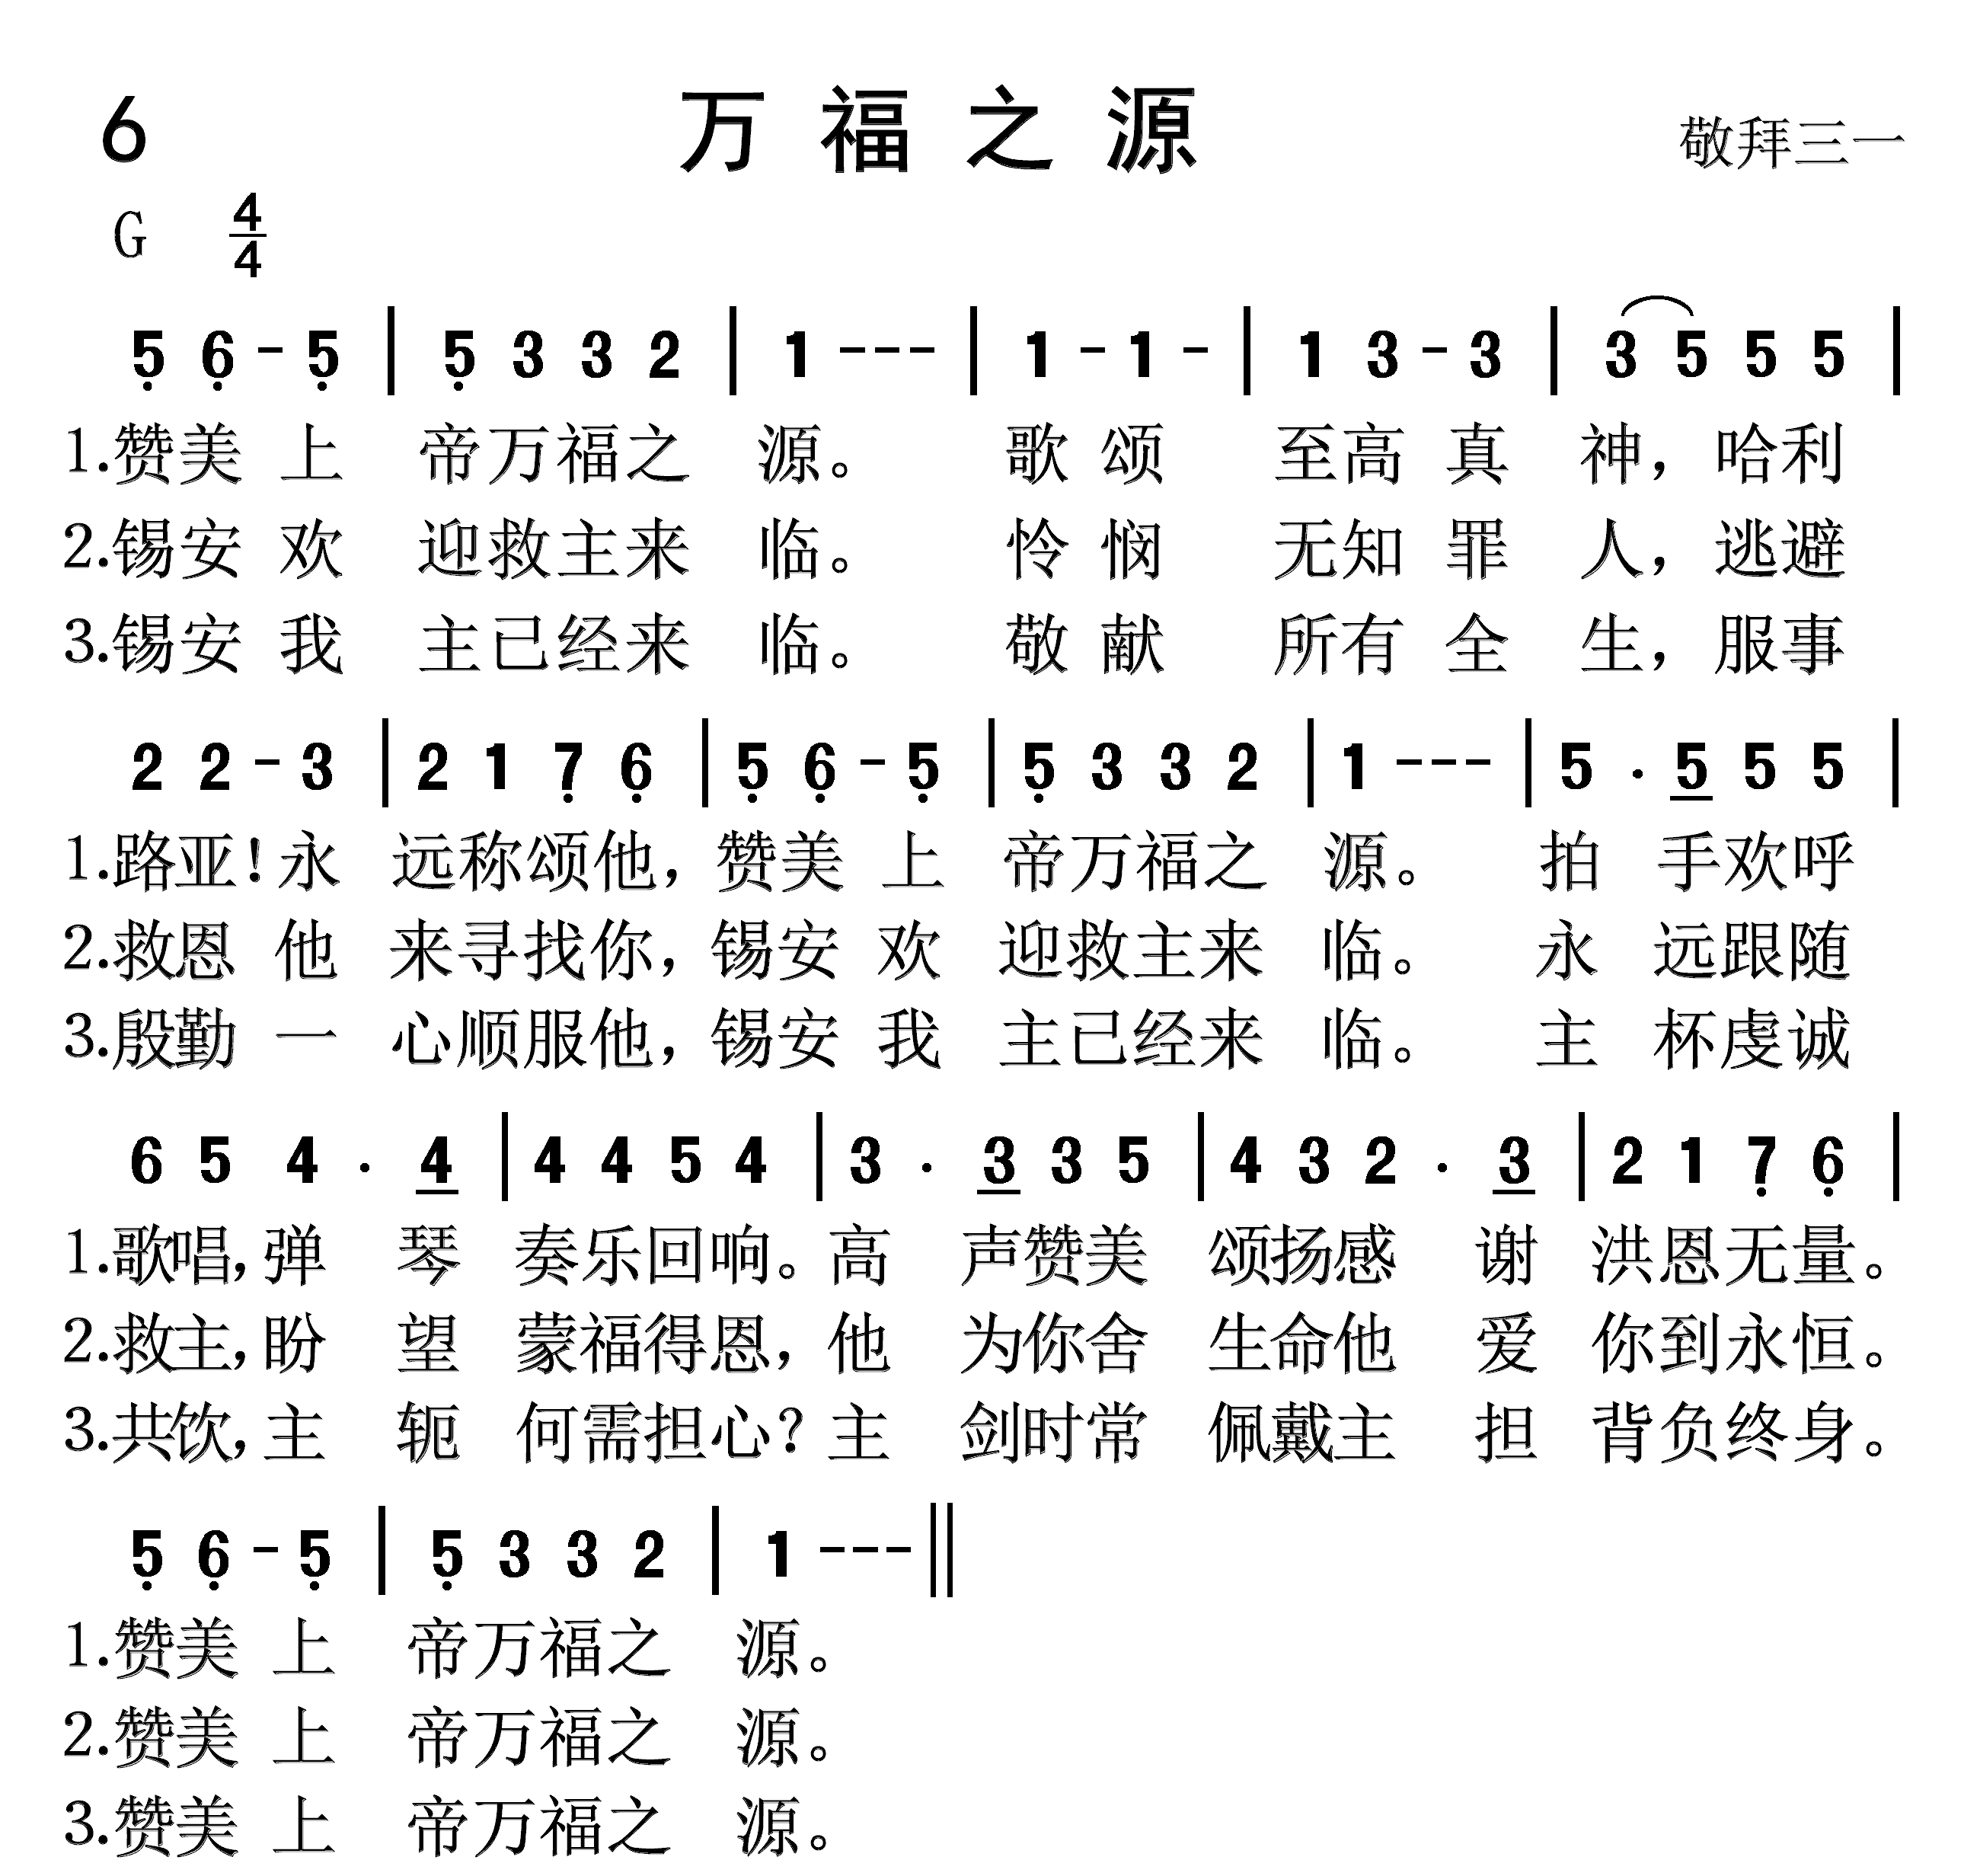 6 万福之源 敬拜三一
G 4/4
5̣ 6̣ - 5̣ | 5̣ 3 3 2 | 1 - - - | 1 - 1 - | 1 3 - 3 | 3 5 5 5 |
1.赞美 上 帝万福之 源。 歌 颂 至高 真 神，哈利
2.锡安 欢 迎救主来 临。 怜 悯 无知 罪 人，逃避
3.锡安 我 主已经来 临。 敬 献 所有 全 生，服事
2 2 - 3 | 2 1 7̣ 6̣ | 5̣ 6̣ - 5̣ | 5̣ 3 3 2 | 1 - - - | 5 · 5̲ 5 5 |
1.路亚！永 远称颂他，赞美 上 帝万福之 源。 拍 手欢呼
2.救恩 他 来寻找你，锡安 欢 迎救主来 临。 永 远跟随
3.殷勤 一 心顺服他，锡安 我 主已经来 临。 主 杯虔诚
6 5 4 · 4̲ | 4 4 5 4 | 3 · 3̲ 3 5 | 4 3 2 · 3̲ | 2 1 7̣ 6̣ |
1.歌唱，弹 琴 奏乐回响。高 声赞美 颂扬感 谢 洪恩无量。
2.救主，盼 望 蒙福得恩，他 为你舍 生命他 爱 你到永恒。
3.共饮，主 轭 何需担心？主 剑时常 佩戴主 担 背负终身。
5̣ 6̣ - 5̣ | 5̣ 3 3 2 | 1 - - - ‖
1.赞美 上 帝万福之 源。
2.赞美 上 帝万福之 源。
3.赞美 上 帝万福之 源。